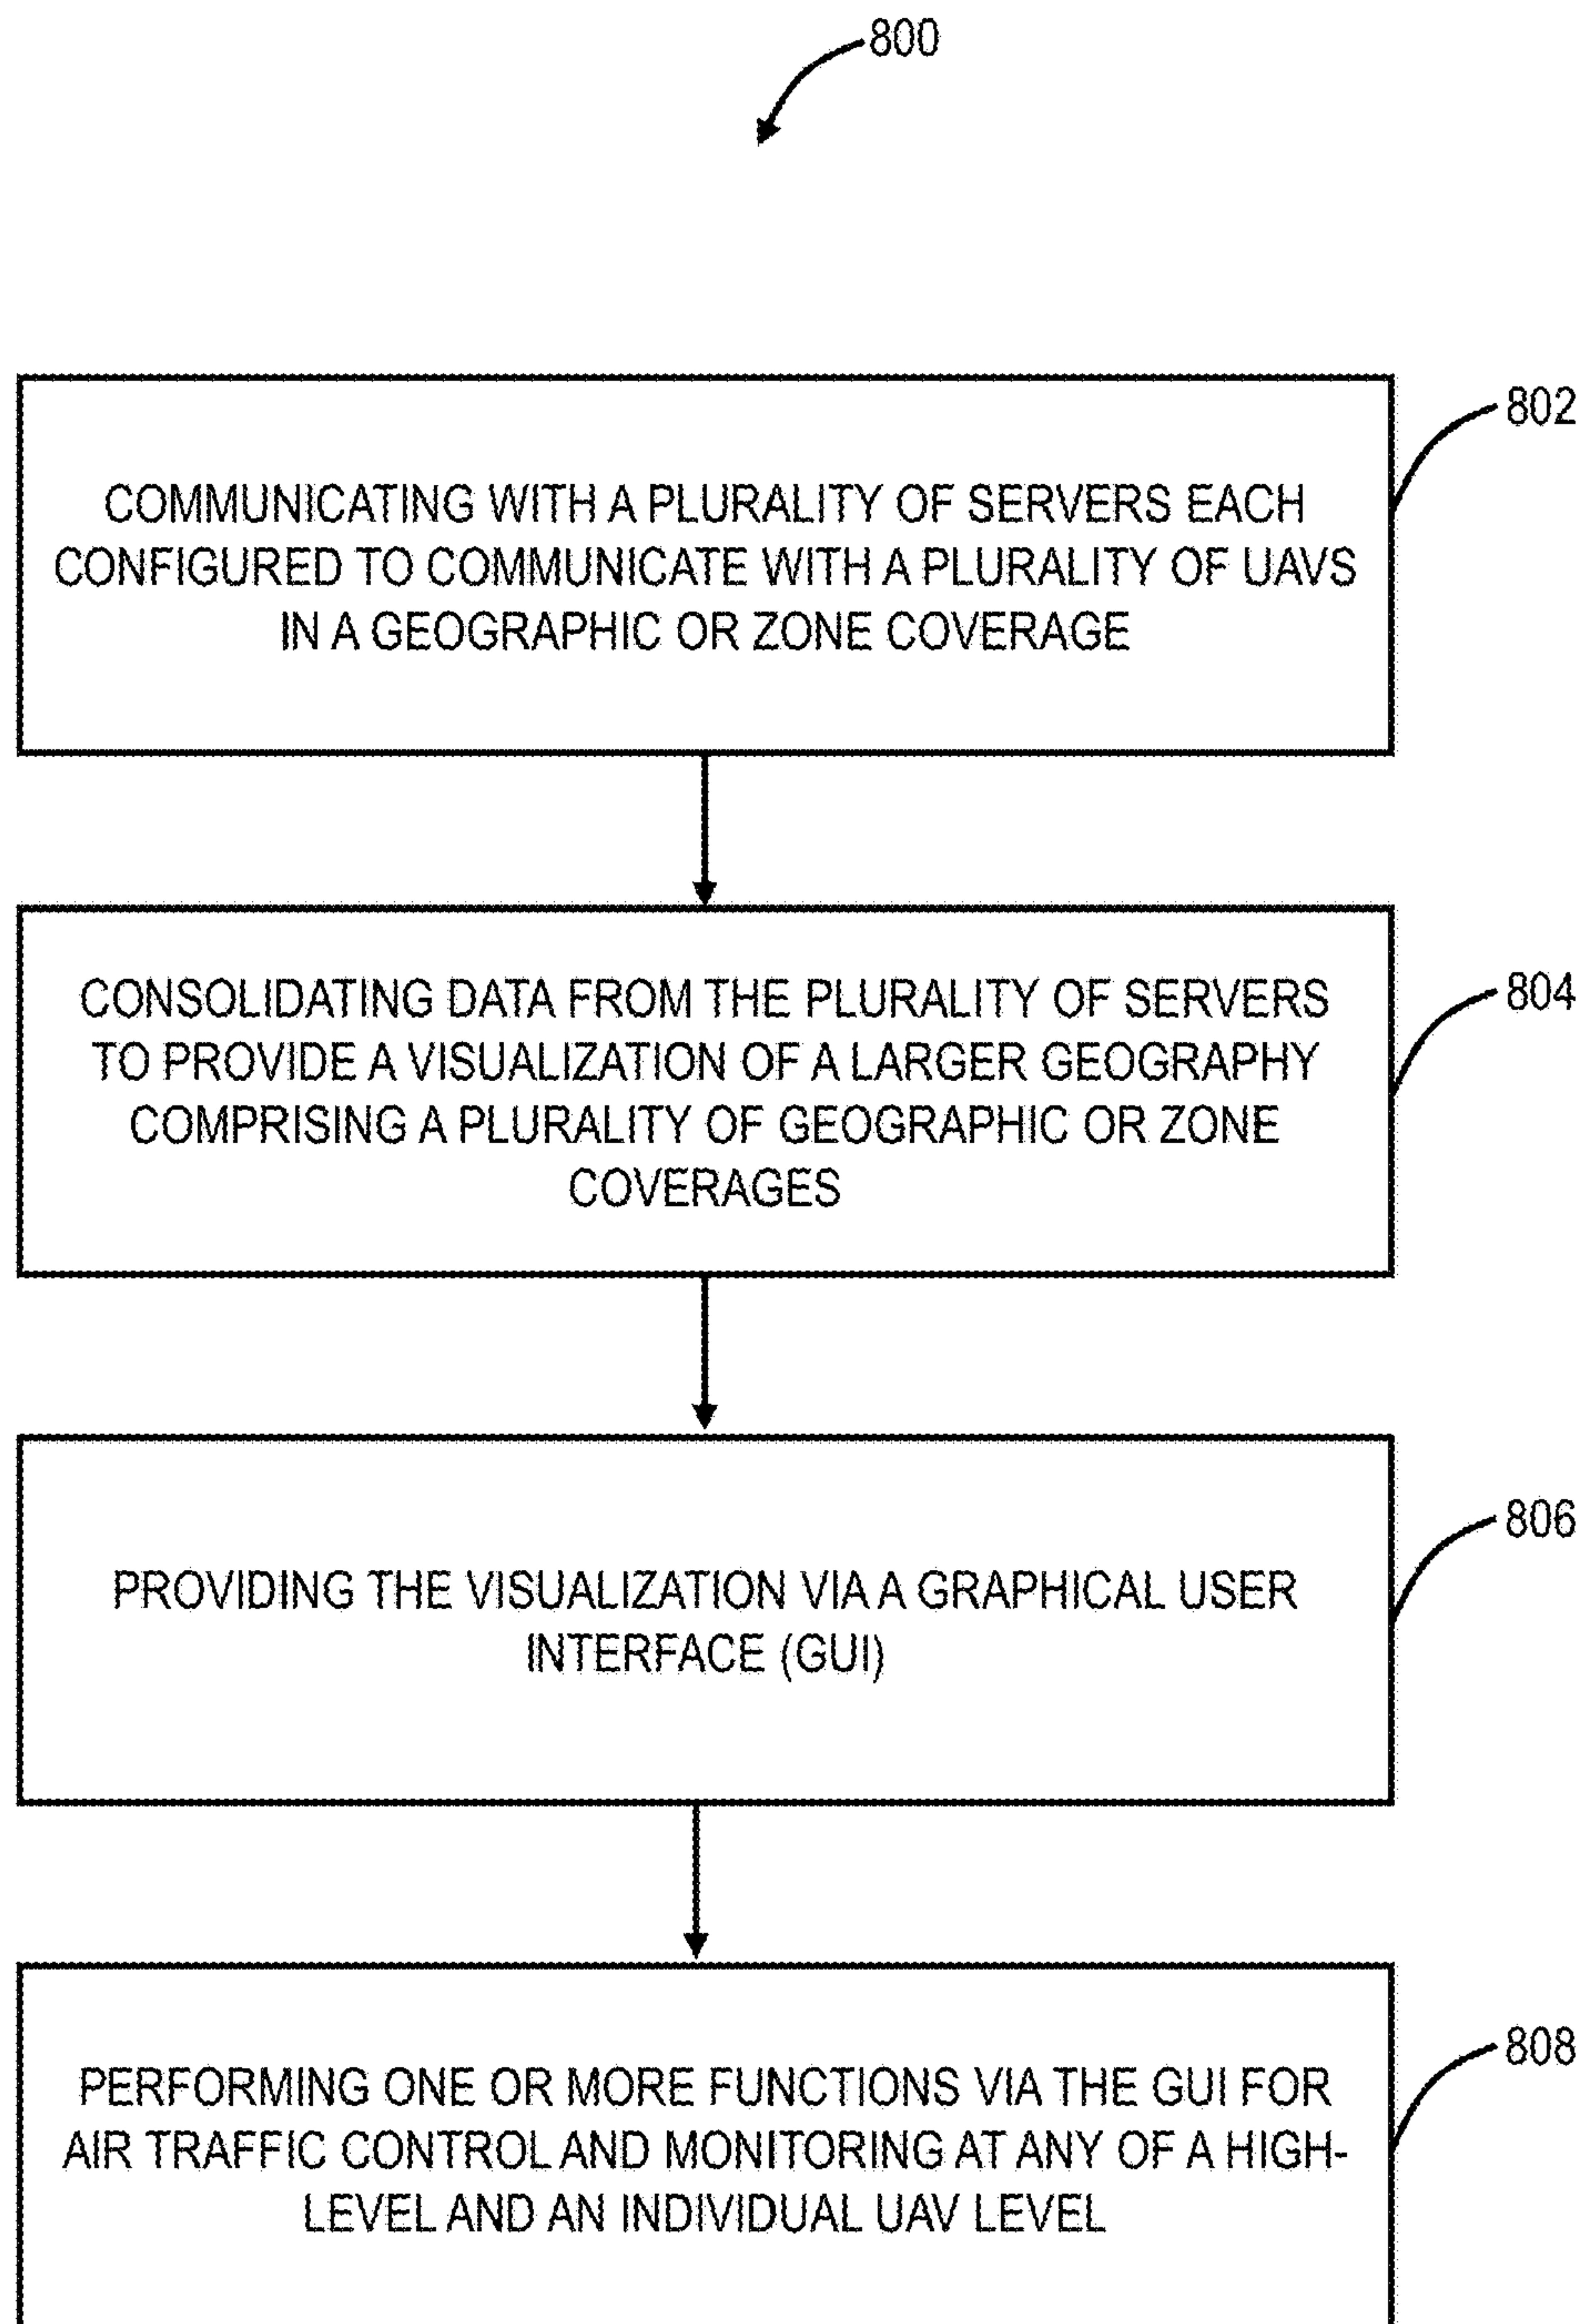 800
802
COMMUNICATING WITH A PLURALITY OF SERVERS EACH
CONFIGURED TO COMMUNICATE WITH A PLURALITY OF UAVS
IN A GEOGRAPHIC OR ZONE COVERAGE
804
CONSOLIDATING DATA FROM THE PLURALITY OF SERVERS
TO PROVIDE A VISUALIZATION OF A LARGER GEOGRAPHY
COMPRISING A PLURALITY OF GEOGRAPHIC OR ZONE
COVERAGES
806
PROVIDING THE VISUALIZATION VIA A GRAPHICAL USER
INTERFACE (GUI)
808
PERFORMING ONE OR MORE FUNCTIONS VIA THE GUI FOR
AIR TRAFFIC CONTROL AND MONITORING AT ANY OF A HIGH-
LEVEL AND AN INDIVIDUAL UAV LEVEL